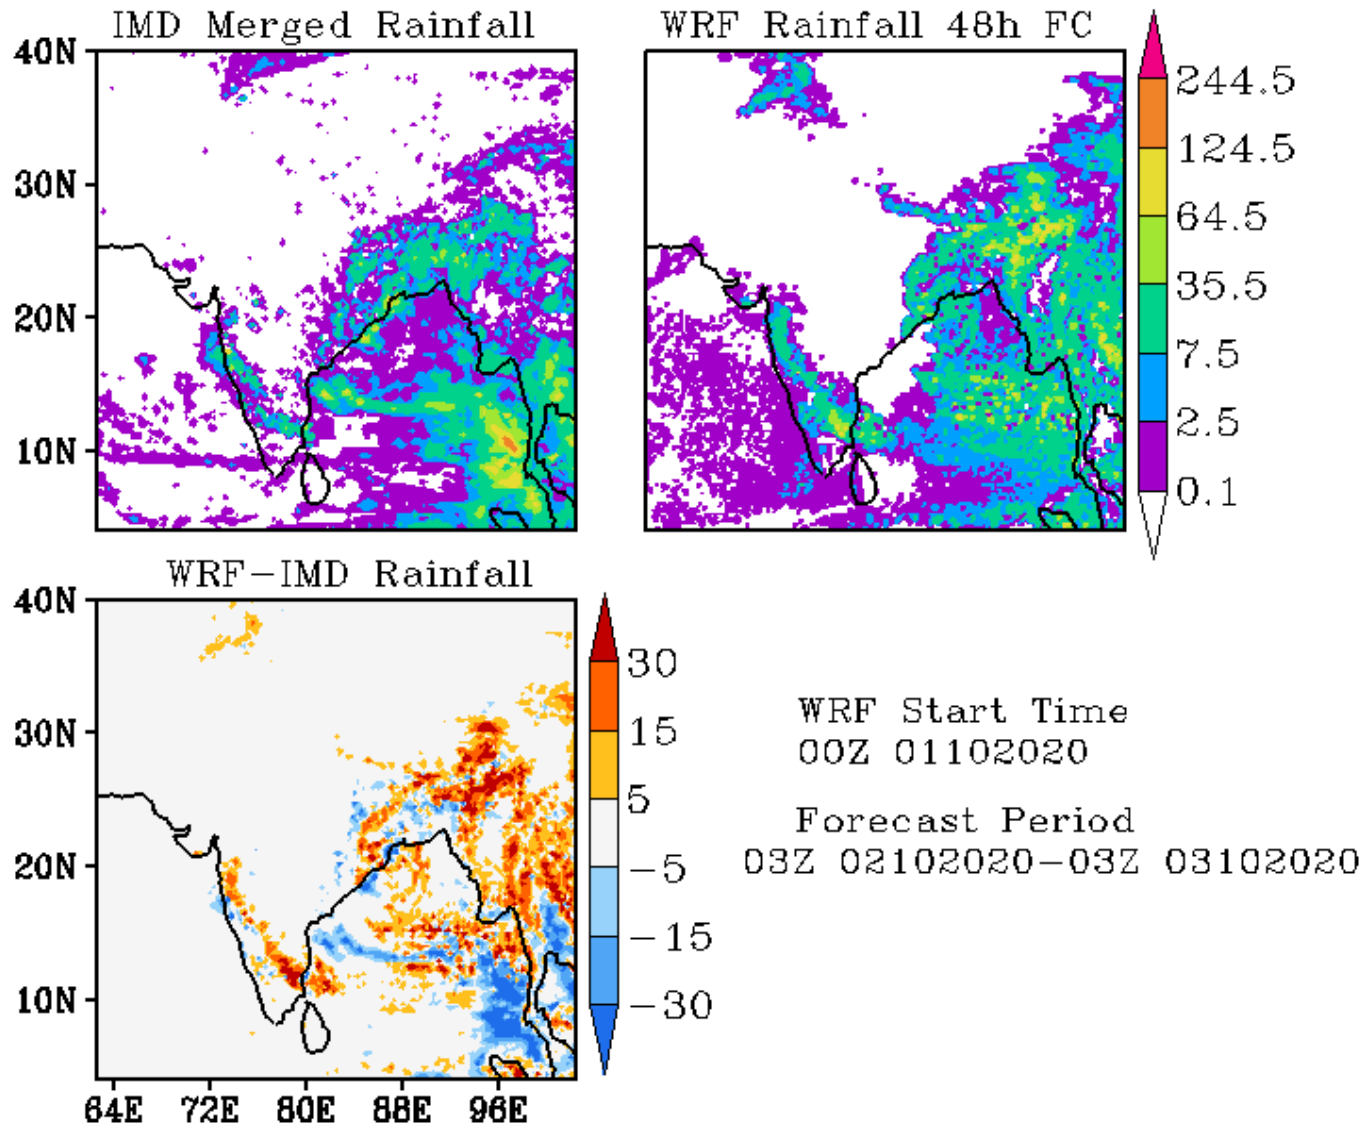 IMD Merged Rainfall
WRF Rainfall 48h FC
40N
30N
20N
10N
244.5
124.5
64.5
35.5
7.5
2.5
0.1
WRF-IMD Rainfall
40N
30N
20N
10N
64E 72E 80E 88E 96E
30
15
5
-5
-15
-30
WRF Start Time
00Z 01102020
Forecast Period
03Z 02102020-03Z 03102020